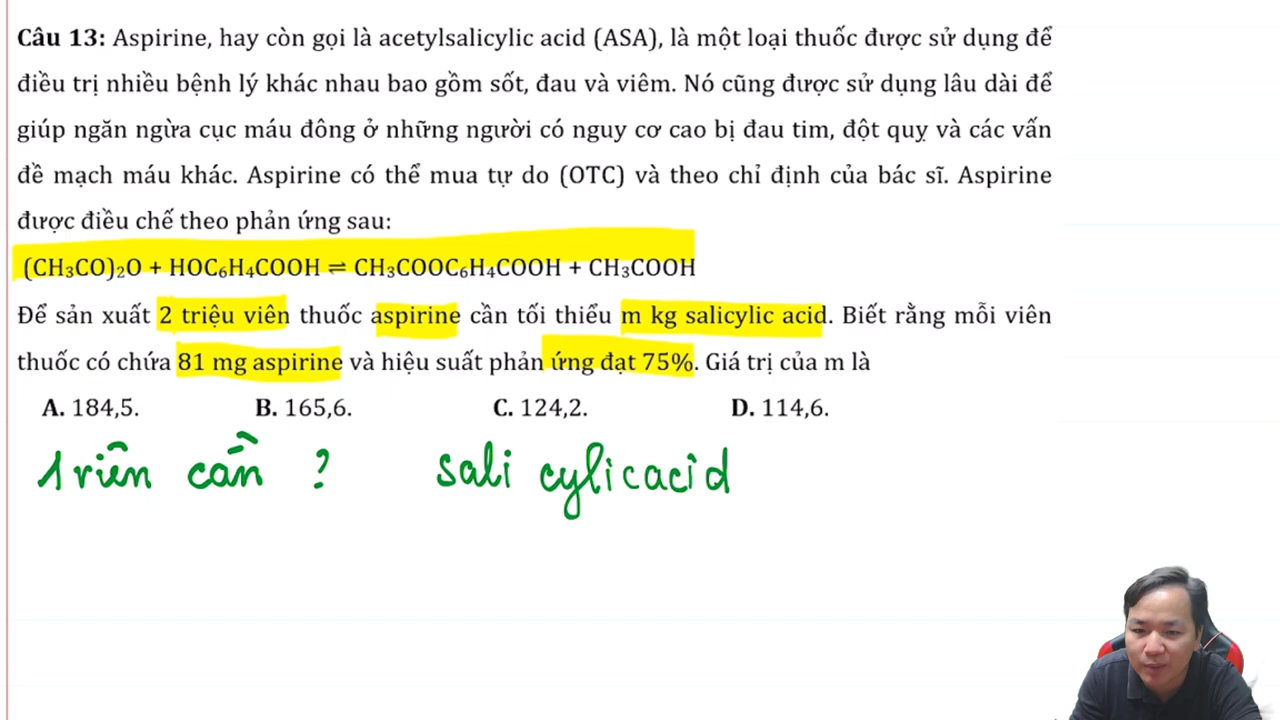 Câu 13: Aspirine, hay còn gọi là acetylsalicylic acid (ASA), là một loại thuốc được sử dụng để
điều trị nhiều bệnh lý khác nhau bao gồm sốt, đau và viêm. Nó cũng được sử dụng lâu dài để
giúp ngăn ngừa cục máu đông ở những người có nguy cơ cao bị đau tim, đột quỵ và các vấn
đề mạch máu khác. Aspirine có thể mua tự do (OTC) và theo chỉ định của bác sĩ. Aspirine
được điều chế theo phản ứng sau:
(CH₃CO)₂O + HOC₆H₄COOH ⇌ CH₃COOC₆H₄COOH + CH₃COOH
Để sản xuất 2 triệu viên thuốc aspirine cần tối thiểu m kg salicylic acid. Biết rằng mỗi viên
thuốc có chứa 81 mg aspirine và hiệu suất phản ứng đạt 75%. Giá trị của m là
A. 184,5. B. 165,6. C. 124,2. D. 114,6.
1 viên cần ? sali cylicacid